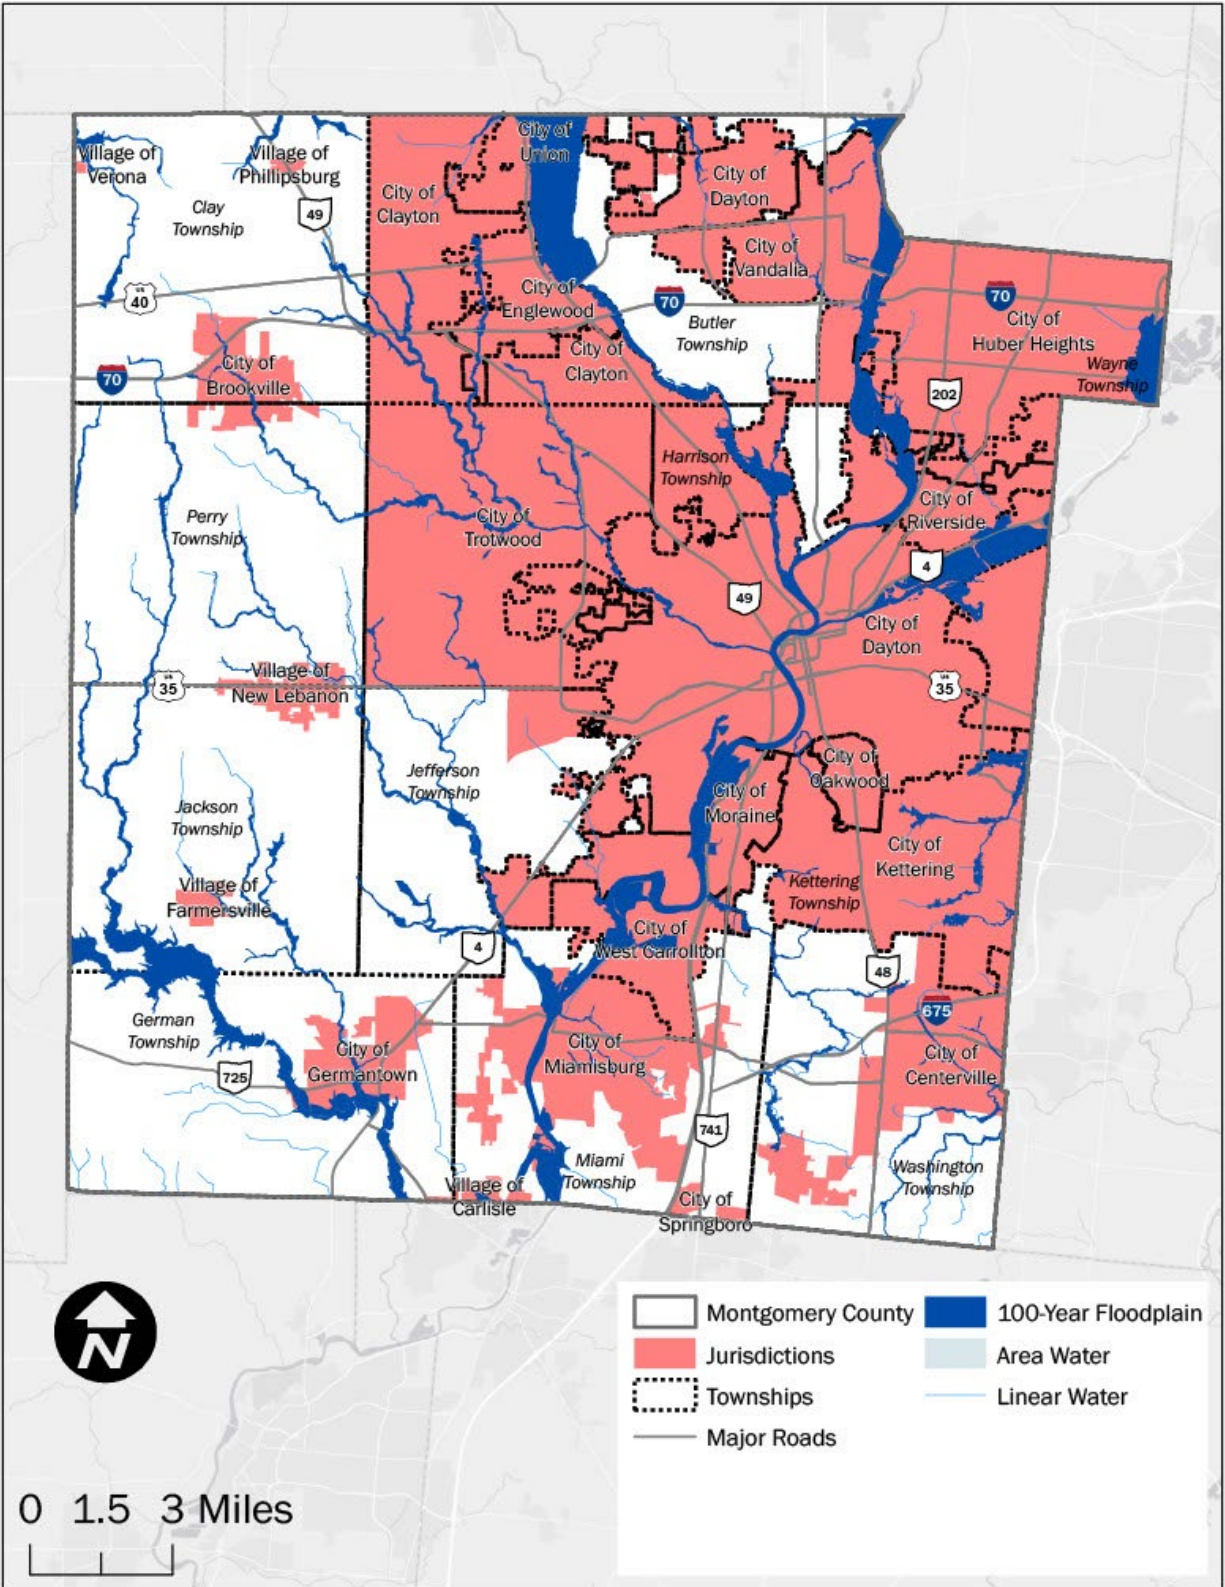 City of
Union
Village of
Verona
Village of
Phillipsburg
City of
Clayton
City of
Dayton
Clay
Township
49
City of
Vandalia
US
40
City of
Englewood
70
70
Butler
Township
City of
Huber Heights
City of
Clayton
Wayne
Township
70
City of
Brookville
202
Harrison
Township
City of
Riverside
Perry
Township
City of
Trotwood
4
49
City of
Dayton
Village of
New Lebanon
US
35
US
35
Jefferson
Township
City of
Oakwood
City of
Moraine
Jackson
Township
City of
Kettering
Village of
Farmersville
Kettering
Township
City of
West Carrollton
4
48
675
German
Township
City of
Germantown
City of
Miamisburg
City of
Centerville
725
741
Miami
Township
Washington
Township
Village of
Carlisle
City of
Springboro
N
Montgomery County
Jurisdictions
Townships
Major Roads
100-Year Floodplain
Area Water
Linear Water
0 1.5 3 Miles